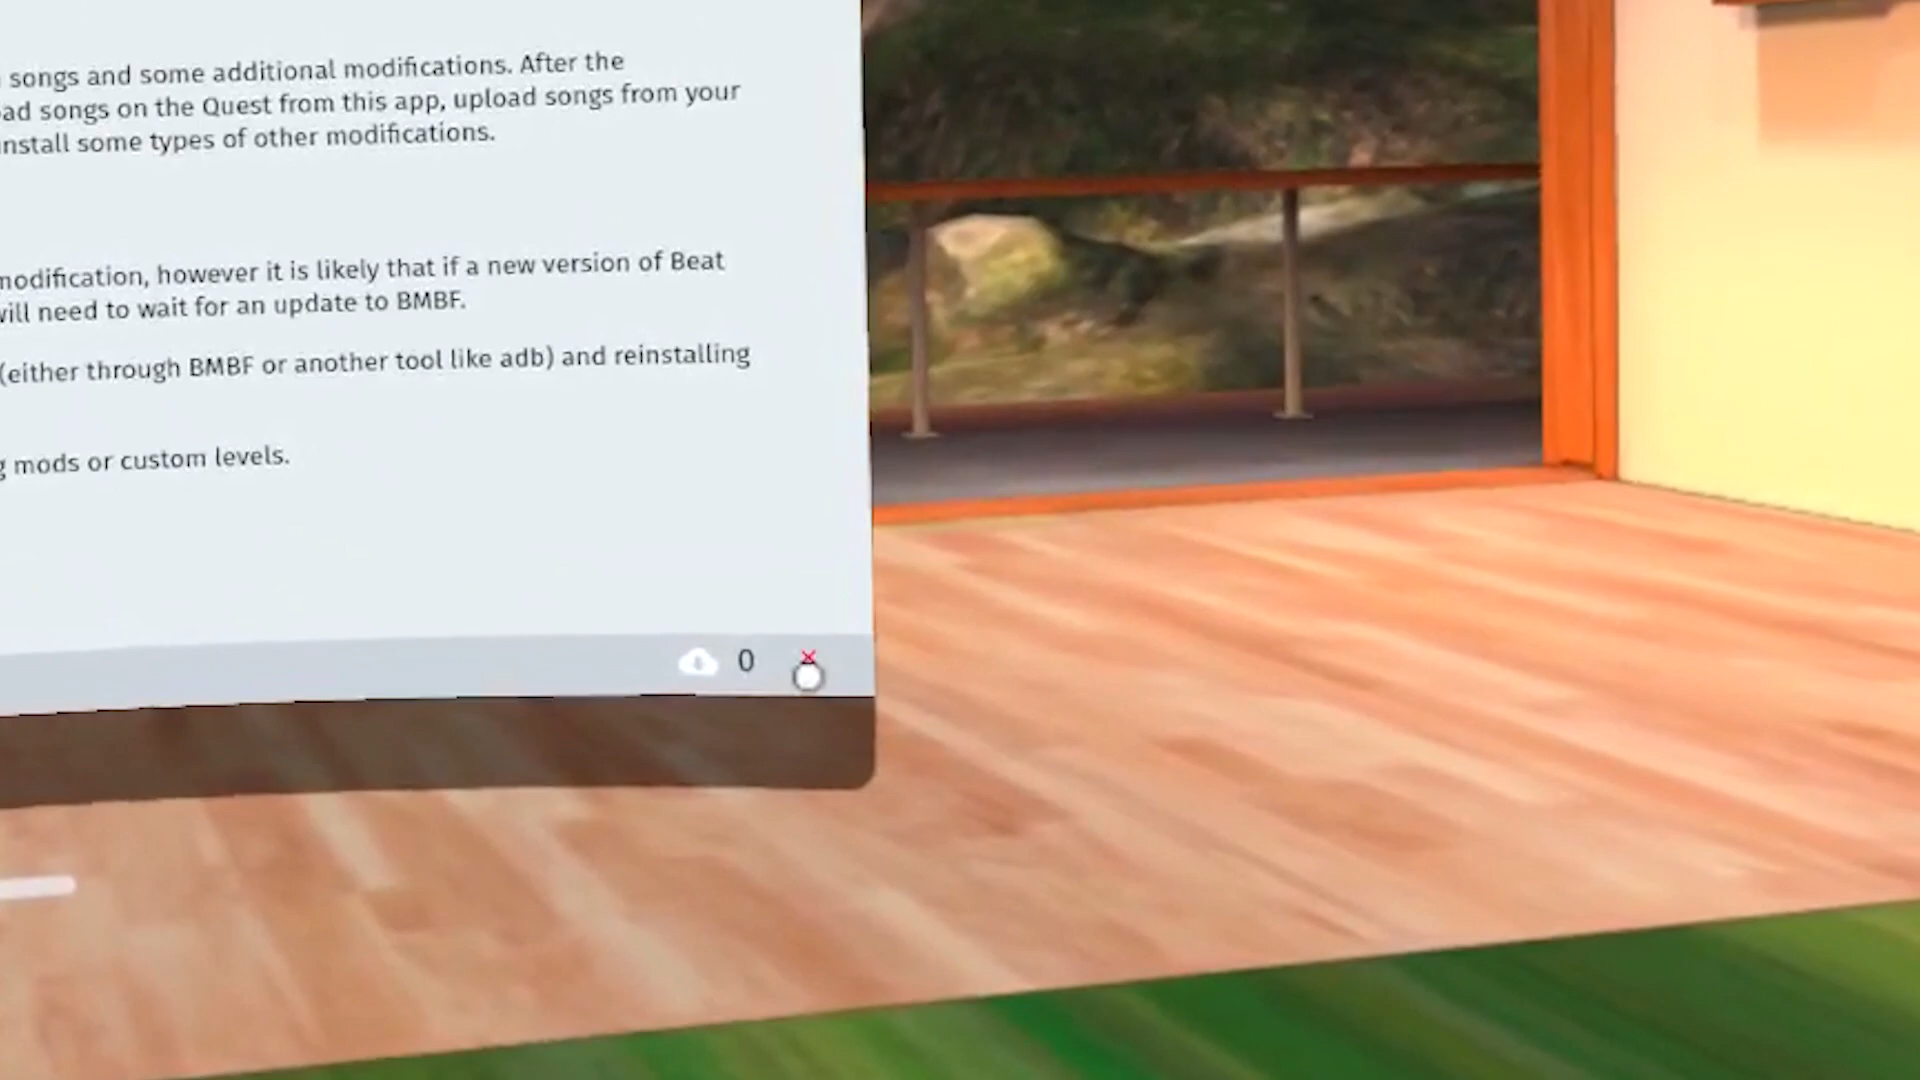 songs and some additional modifications. After the
ad songs on the Quest from this app, upload songs from your
nstall some types of other modifications.
modification, however it is likely that if a new version of Beat
will need to wait for an update to BMBF.
(either through BMBF or another tool like adb) and reinstalling
g mods or custom levels.
0